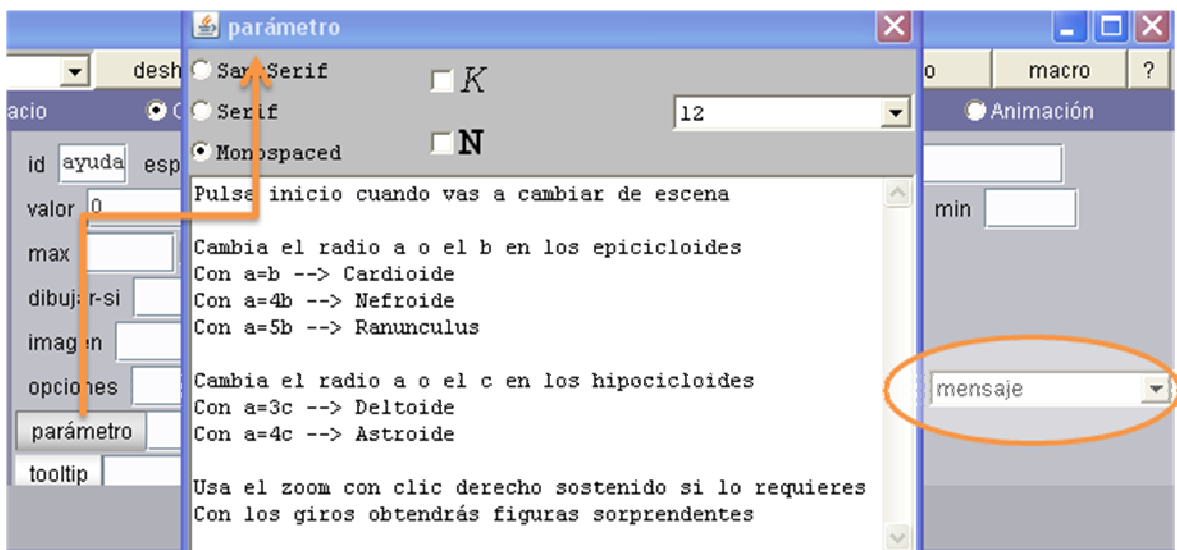 parámetro
desh
SansSerif
K
o
macro
?
acio
Serif
12
Animación
Monospaced
N
id ayuda esp
Pulsa inicio cuando vas a cambiar de escena
valor 0
min
Cambia el radio a o el b en los epicicloides
max
Con a=b --> Cardioide
dibujar-si
Con a=4b --> Nefroide
Con a=5b --> Ranunculus
imagen
Cambia el radio a o el c en los hipocicloides
opciones
mensaje
Con a=3c --> Deltoide
parámetro
Con a=4c --> Astroide
tooltip
Usa el zoom con clic derecho sostenido si lo requieres
Con los giros obtendrás figuras sorprendentes